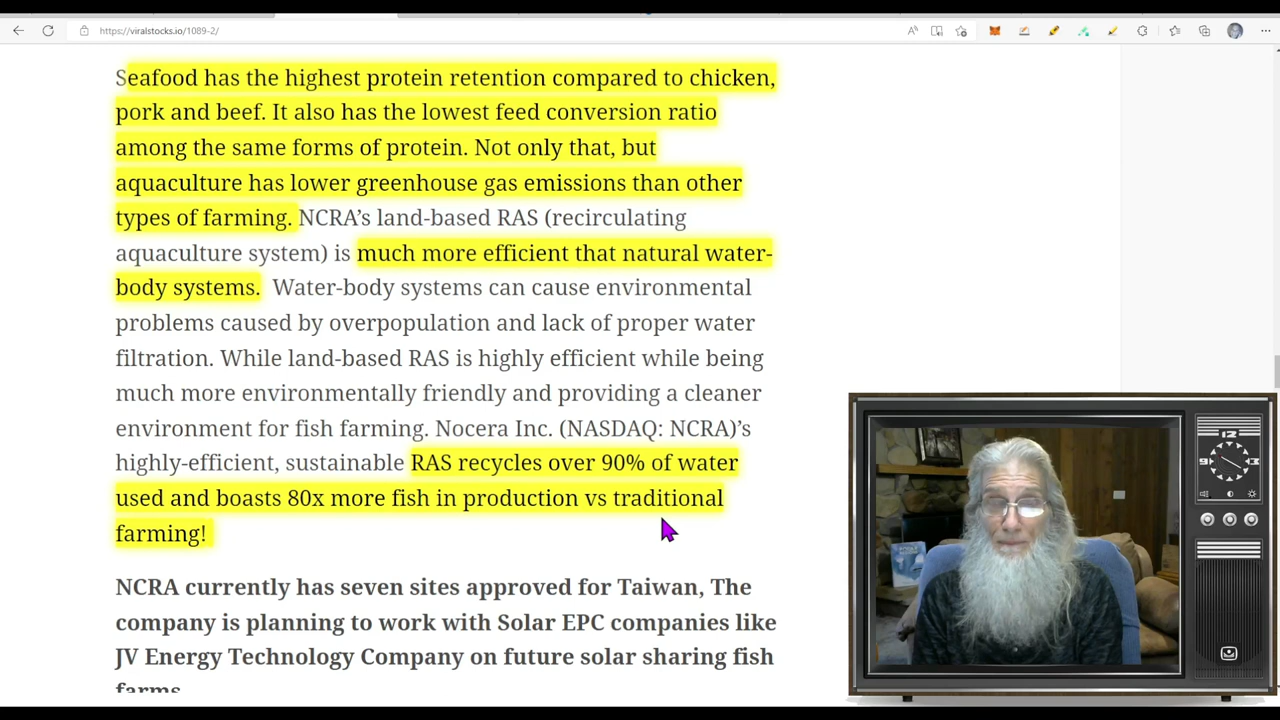 https://viralstocks.io/1089-2/
Seafood has the highest protein retention compared to chicken,
pork and beef. It also has the lowest feed conversion ratio
among the same forms of protein. Not only that, but
aquaculture has lower greenhouse gas emissions than other
types of farming. NCRA’s land-based RAS (recirculating
aquaculture system) is much more efficient that natural water-
body systems.  Water-body systems can cause environmental
problems caused by overpopulation and lack of proper water
filtration. While land-based RAS is highly efficient while being
much more environmentally friendly and providing a cleaner
environment for fish farming. Nocera Inc. (NASDAQ: NCRA)’s
highly-efficient, sustainable RAS recycles over 90% of water
used and boasts 80x more fish in production vs traditional
farming!
NCRA currently has seven sites approved for Taiwan, The
company is planning to work with Solar EPC companies like
JV Energy Technology Company on future solar sharing fish
farms
12
9 3